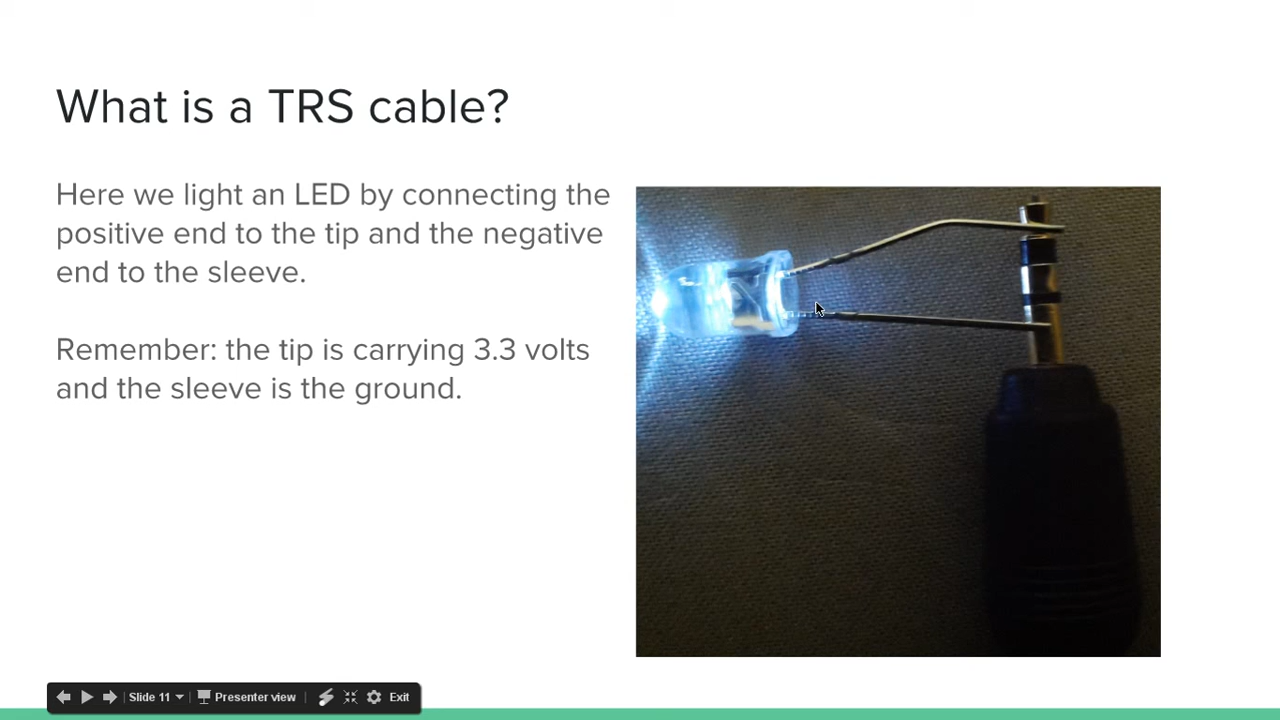 What is a TRS cable?
Here we light an LED by connecting the
positive end to the tip and the negative
end to the sleeve.
Remember: the tip is carrying 3.3 volts
and the sleeve is the ground.
Slide 11
Presenter view
Exit